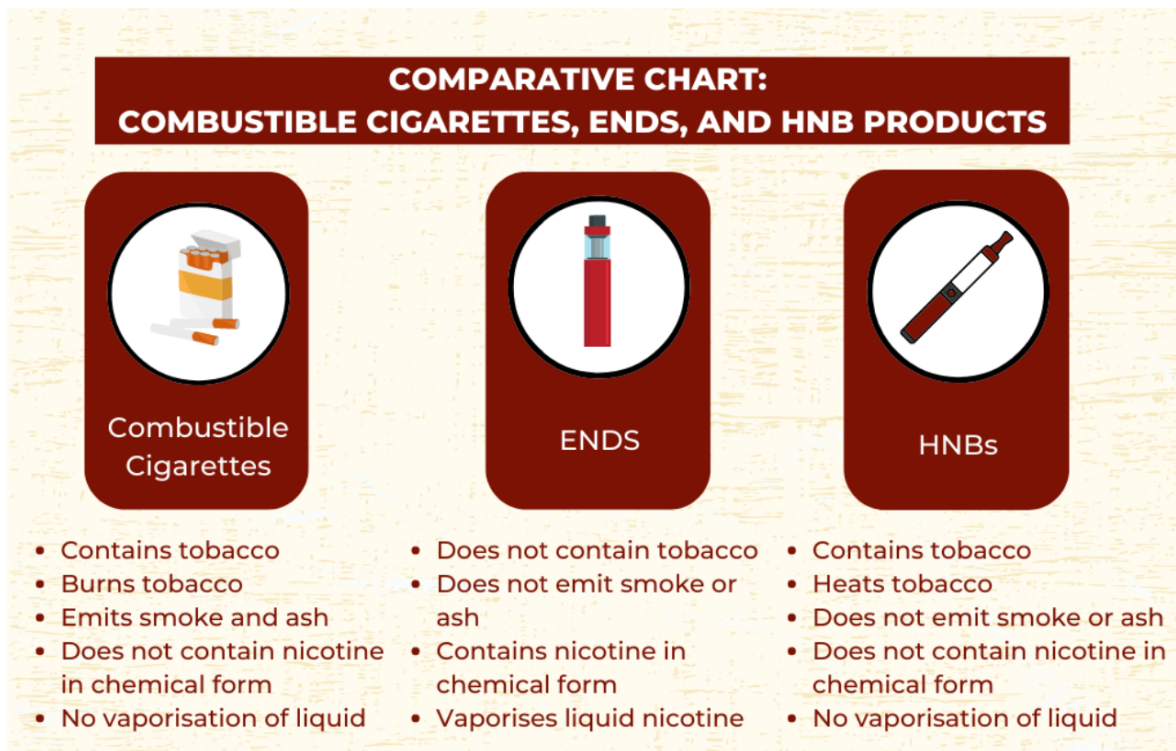 COMPARATIVE CHART:
COMBUSTIBLE CIGARETTES, ENDS, AND HNB PRODUCTS
Combustible
Cigarettes
• Contains tobacco
• Burns tobacco
• Emits smoke and ash
• Does not contain nicotine
in chemical form
• No vaporisation of liquid
ENDS
• Does not contain tobacco
• Does not emit smoke or
ash
• Contains nicotine in
chemical form
• Vaporises liquid nicotine
HNBs
• Contains tobacco
• Heats tobacco
• Does not emit smoke or ash
• Does not contain nicotine in
chemical form
• No vaporisation of liquid